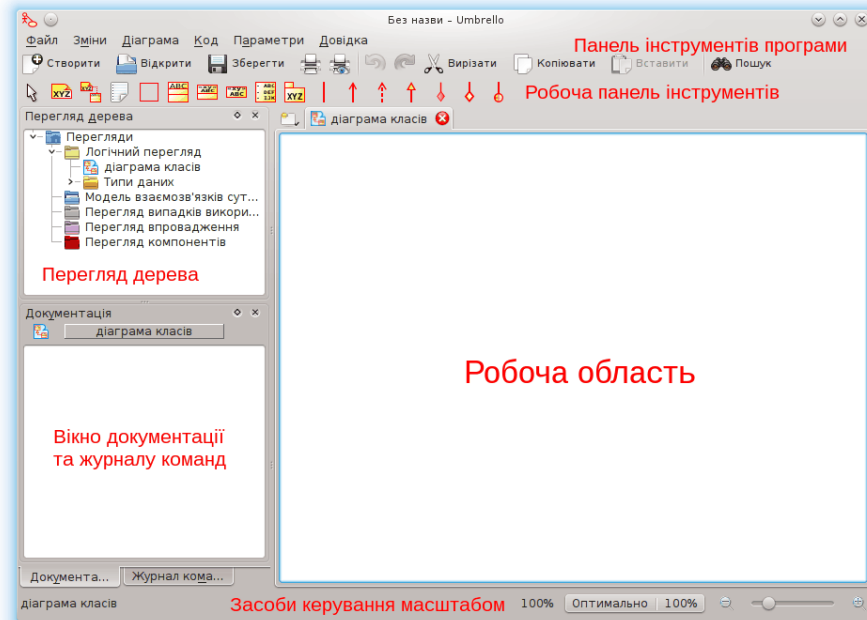 Без назви – Umbrello
Файл Зміни Діаграма Код Параметри Довідка
Панель інструментів програми
Створити Відкрити Зберегти Вирізати Копіювати Вставити Пошук
Робоча панель інструментів
Перегляд дерева
діаграма класів
Перегляди
Логічний перегляд
діаграма класів
Типи даних
Модель взаємозв'язків сут...
Перегляд випадків викори...
Перегляд впровадження
Перегляд компонентів
Перегляд дерева
Документація
діаграма класів
Робоча область
Вікно документації
та журналу команд
Документа... Журнал кома...
діаграма класів
Засоби керування масштабом
100% Оптимально 100%